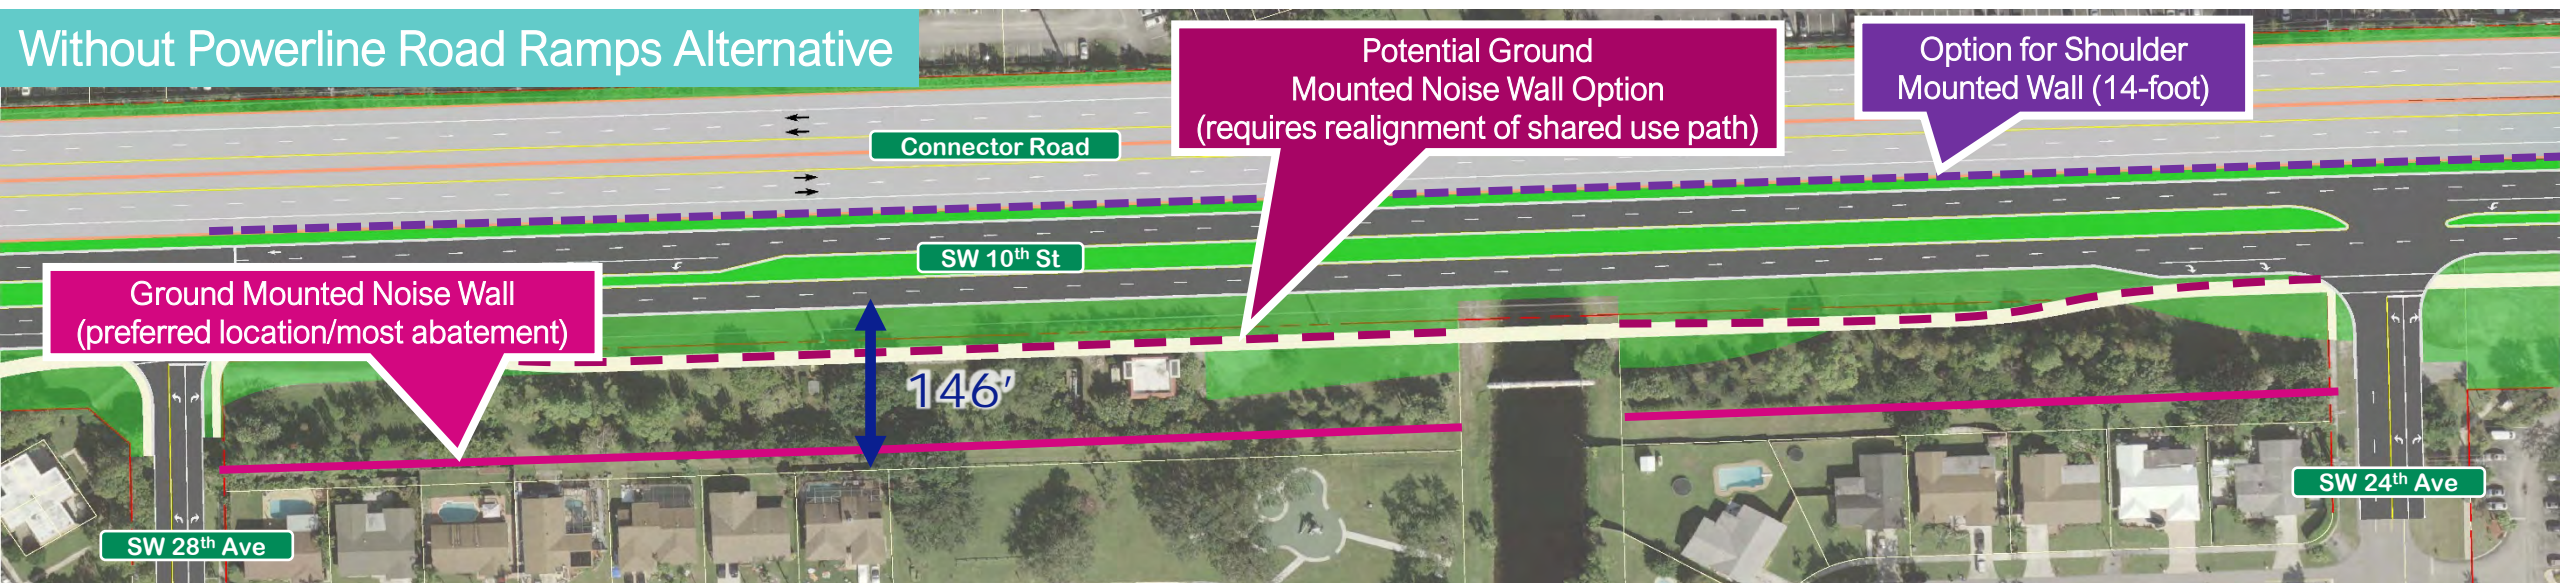 Without Powerline Road Ramps Alternative
Potential Ground
Mounted Noise Wall Option
(requires realignment of shared use path)
Option for Shoulder
Mounted Wall (14-foot)
Connector Road
SW 10th St
Ground Mounted Noise Wall
(preferred location/most abatement)
146'
SW 24th Ave
SW 28th Ave